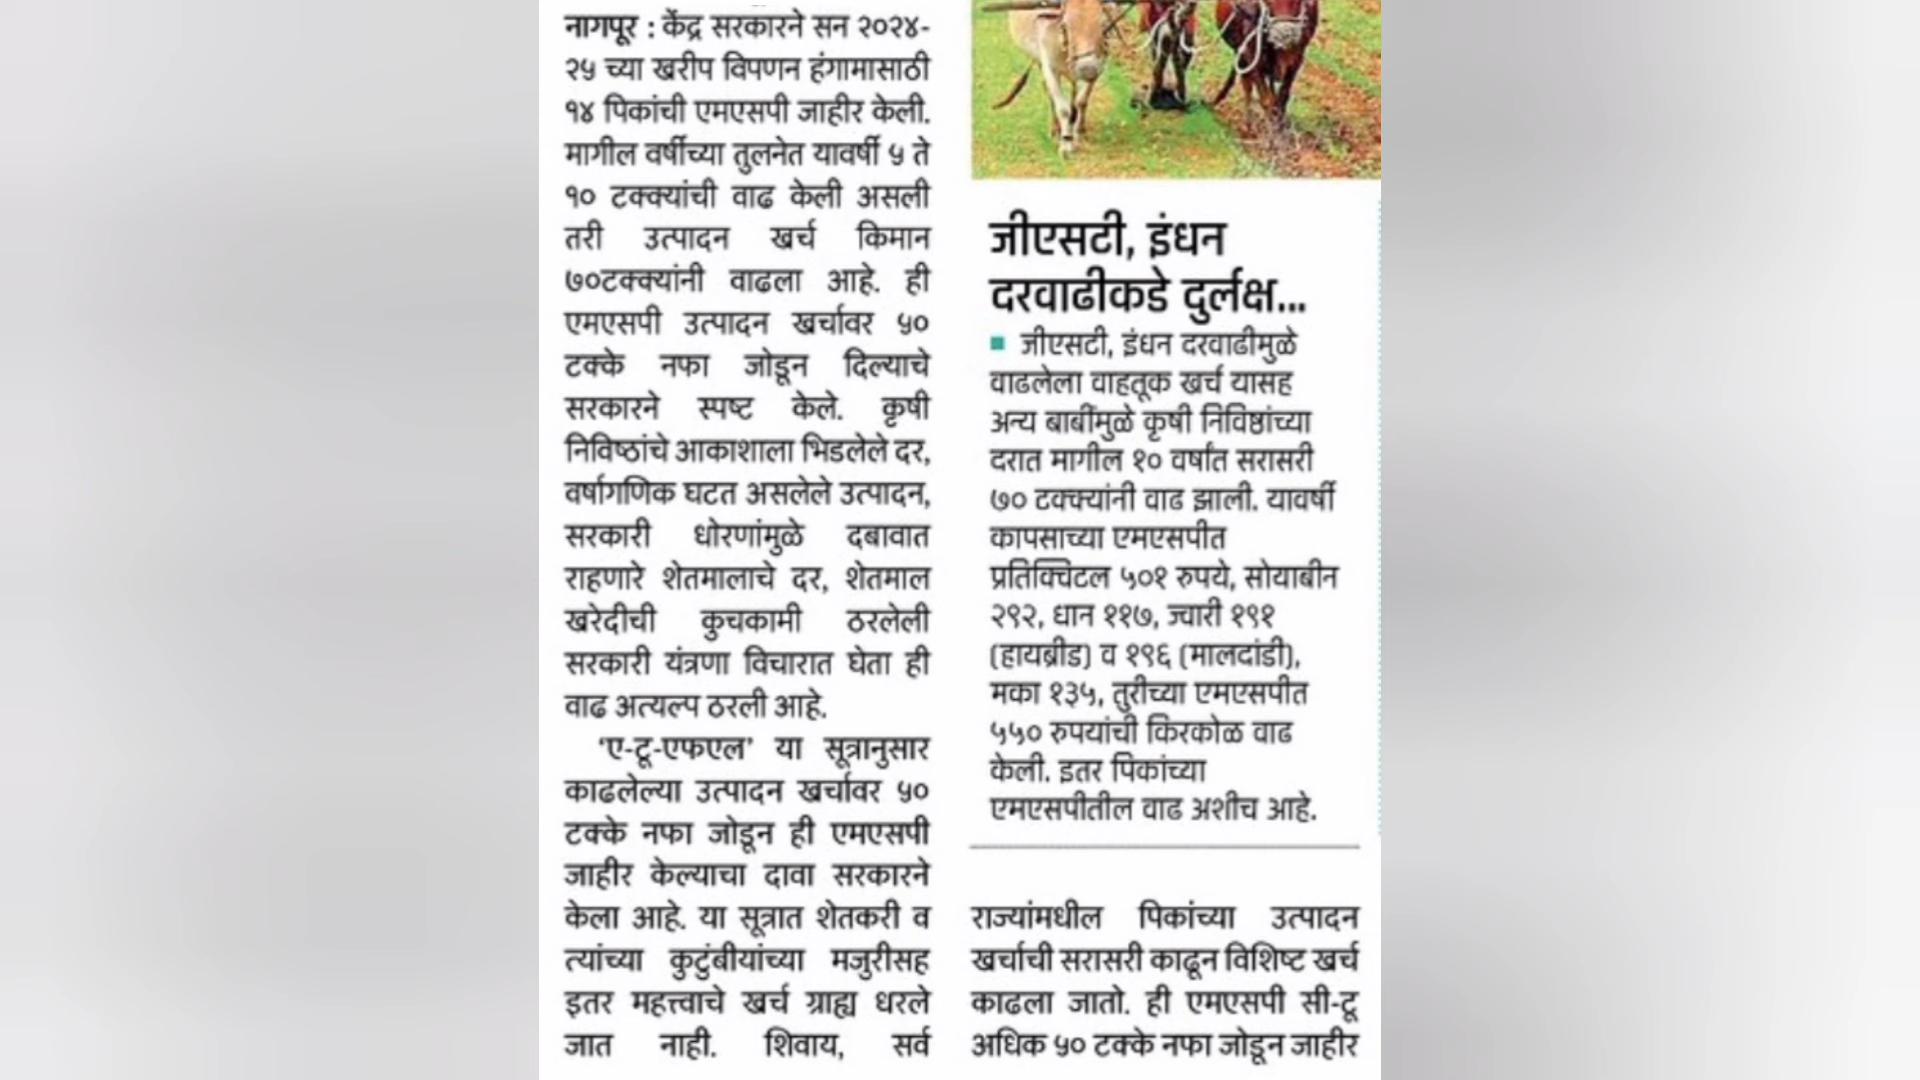 नागपूर : केंद्र सरकारने सन २०२४-
२५ च्या खरीप विपणन हंगामासाठी
१४ पिकांची एमएसपी जाहीर केली.
मागील वर्षीच्या तुलनेत यावर्षी ५ ते
१० टक्क्यांची वाढ केली असली
तरी उत्पादन खर्च किमान
७०टक्क्यांनी वाढला आहे. ही
एमएसपी उत्पादन खर्चावर ५०
टक्के नफा जोडून दिल्याचे
सरकारने स्पष्ट केले. कृषी
निविष्ठांचे आकाशाला भिडलेले दर,
वर्षागणिक घटत असलेले उत्पादन,
सरकारी धोरणांमुळे दबावात
राहणारे शेतमालाचे दर, शेतमाल
खरेदीची कुचकामी ठरलेली
सरकारी यंत्रणा विचारात घेता ही
वाढ अत्यल्प ठरली आहे.
‘ए-टू-एफएल’ या सूत्रानुसार
काढलेल्या उत्पादन खर्चावर ५०
टक्के नफा जोडून ही एमएसपी
जाहीर केल्याचा दावा सरकारने
केला आहे. या सूत्रात शेतकरी व
त्यांच्या कुटुंबीयांच्या मजुरीसह
इतर महत्त्वाचे खर्च ग्राह्य धरले
जात नाही. शिवाय, सर्व
जीएसटी, इंधन
दरवाढीकडे दुर्लक्ष...
■ जीएसटी, इंधन दरवाढीमुळे
वाढलेला वाहतूक खर्च यासह
अन्य बाबींमुळे कृषी निविष्ठांच्या
दरात मागील १० वर्षांत सरासरी
७० टक्क्यांनी वाढ झाली. यावर्षी
कापसाच्या एमएसपीत
प्रतिक्विटल ५०१ रुपये, सोयाबीन
२९२, धान ११७, ज्वारी १९१
(हायब्रीड) व १९६ (मालदांडी),
मका १३५, तुरीच्या एमएसपीत
५५० रुपयांची किरकोळ वाढ
केली. इतर पिकांच्या
एमएसपीतील वाढ अशीच आहे.
राज्यांमधील पिकांच्या उत्पादन
खर्चाची सरासरी काढून विशिष्ट खर्च
काढला जातो. ही एमएसपी सी-टू
अधिक ५० टक्के नफा जोडून जाहीर